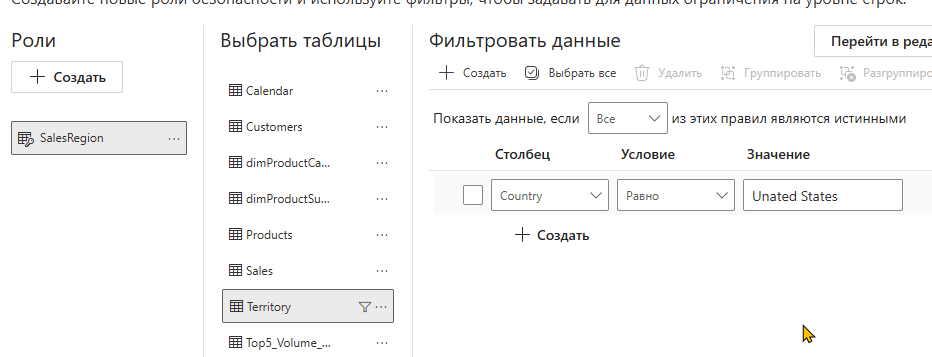 Создавайте новые роли безопасности и используйте фильтры, чтобы задавать для данных ограничения на уровне строк.
Роли
Создать
SalesRegion
Выбрать таблицы
Calendar
Customers
dimProductCa...
dimProductSu...
Products
Sales
Territory
Top5_Volume_...
Фильтровать данные
Перейти в реда
Создать
Выбрать все
Удалить
Группировать
Разгруппиро
Показать данные, если Все из этих правил являются истинными
Столбец Условие Значение
Country Равно Unated States
Создать